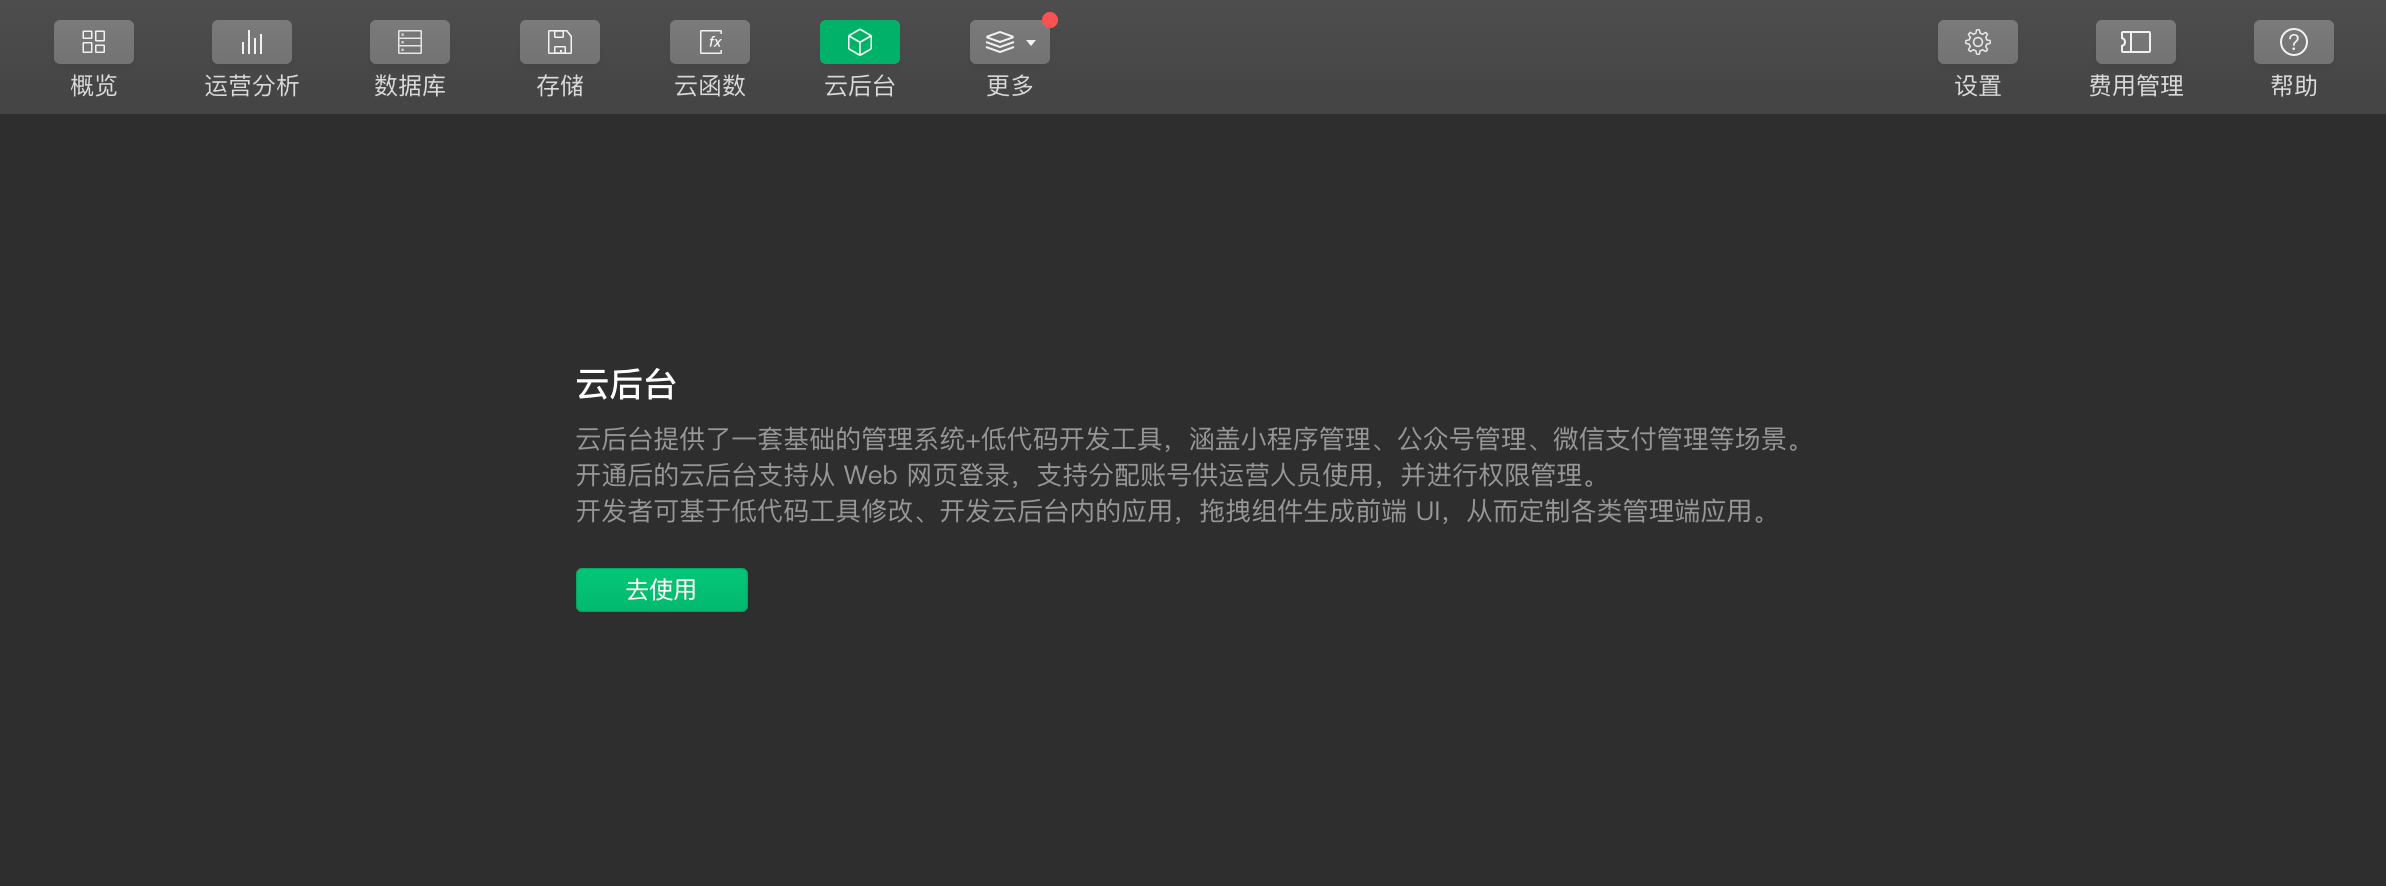 概览
运营分析
数据库
存储
fx
云函数
云后台
更多
设置
费用管理
帮助
云后台
云后台提供了一套基础的管理系统+低代码开发工具，涵盖小程序管理、公众号管理、微信支付管理等场景。
开通后的云后台支持从 Web 网页登录，支持分配账号供运营人员使用，并进行权限管理。
开发者可基于低代码工具修改、开发云后台内的应用，拖拽组件生成前端 UI，从而定制各类管理端应用。
去使用